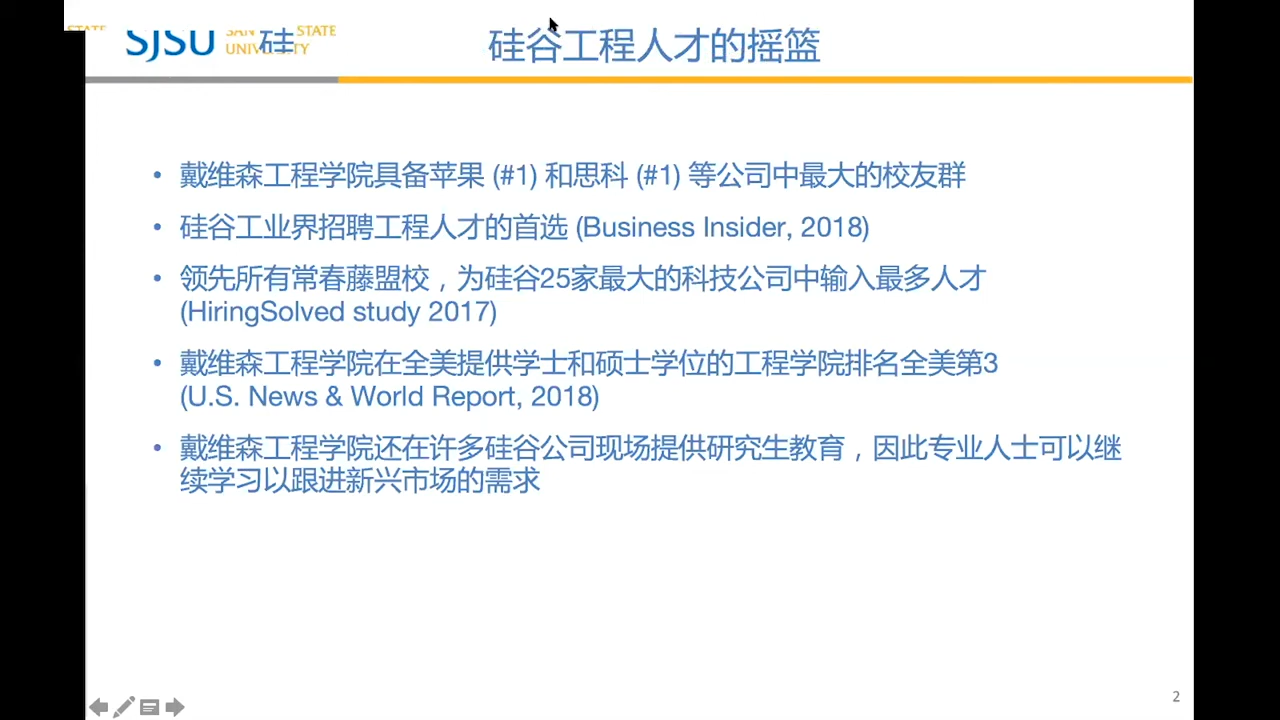 STATE
SJSU SAN STATE
UNIVERSITY
硅
硅谷工程人才的摇篮
• 戴维森工程学院具备苹果 (#1) 和思科 (#1) 等公司中最大的校友群
• 硅谷工业界招聘工程人才的首选 (Business Insider, 2018)
• 领先所有常春藤盟校，为硅谷25家最大的科技公司中输入最多人才
(HiringSolved study 2017)
• 戴维森工程学院在全美提供学士和硕士学位的工程学院排名全美第3
(U.S. News & World Report, 2018)
• 戴维森工程学院还在许多硅谷公司现场提供研究生教育，因此专业人士可以继
续学习以跟进新兴市场的需求
2